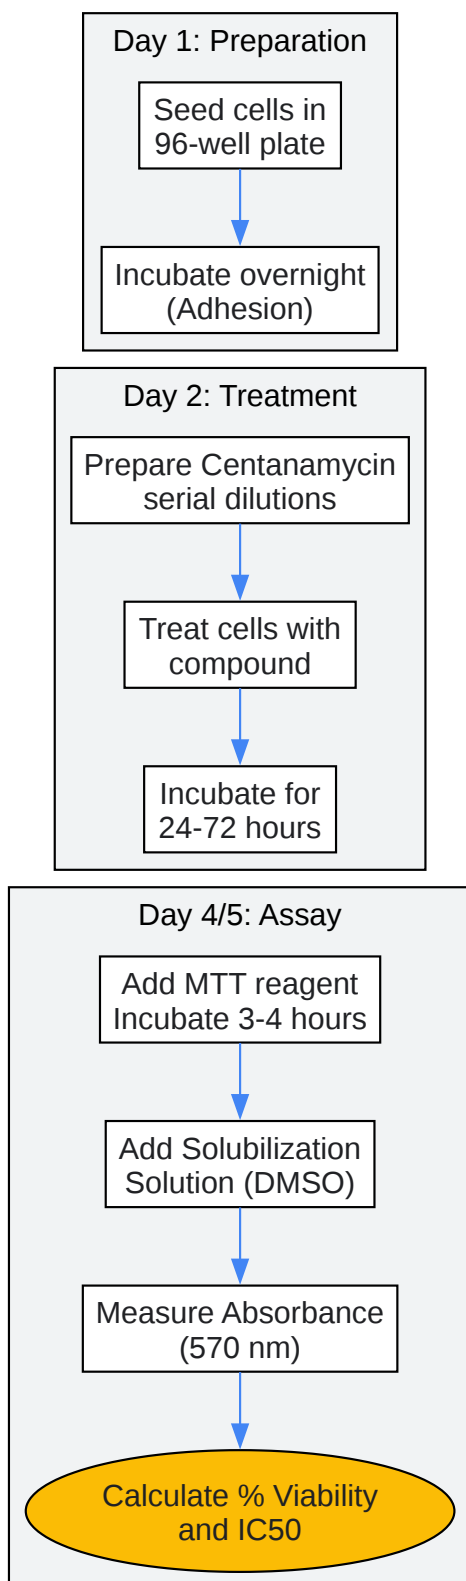 Day 1: Preparation
Seed cells in
96-well plate
Incubate overnight
(Adhesion)
Day 2: Treatment
Prepare Centanamycin
serial dilutions
Treat cells with
compound
Incubate for
24-72 hours
Day 4/5: Assay
Add MTT reagent
Incubate 3-4 hours
Add Solubilization
Solution (DMSO)
Measure Absorbance
(570 nm)
Calculate % Viability
and IC50